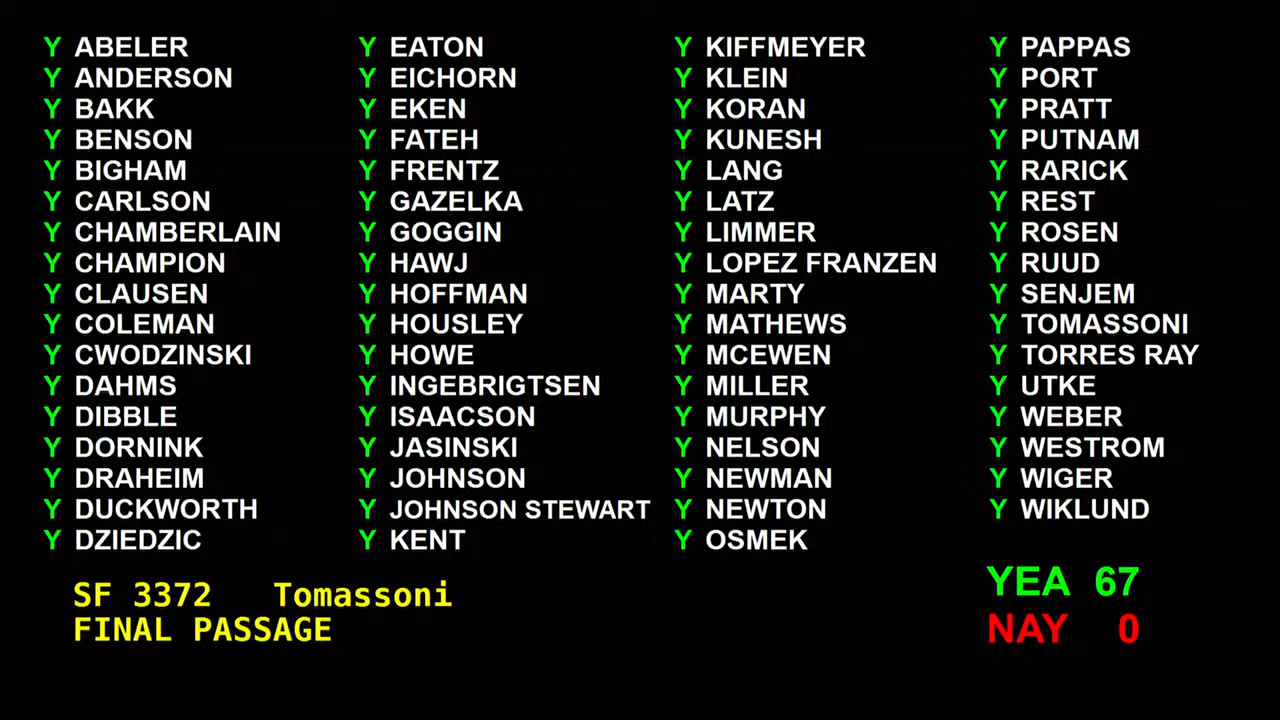 Y ABELER
Y ANDERSON
Y BAKK
Y BENSON
Y BIGHAM
Y CARLSON
Y CHAMBERLAIN
Y CHAMPION
Y CLAUSEN
Y COLEMAN
Y CWODZINSKI
Y DAHMS
Y DIBBLE
Y DORNINK
Y DRAHEIM
Y DUCKWORTH
Y DZIEDZIC
Y EATON
Y EICHORN
Y EKEN
Y FATEH
Y FRENTZ
Y GAZELKA
Y GOGGIN
Y HAWJ
Y HOFFMAN
Y HOUSLEY
Y HOWE
Y INGEBRIGTSEN
Y ISAACSON
Y JASINSKI
Y JOHNSON
Y JOHNSON STEWART
Y KENT
Y KIFFMEYER
Y KLEIN
Y KORAN
Y KUNESH
Y LANG
Y LATZ
Y LIMMER
Y LOPEZ FRANZEN
Y MARTY
Y MATHEWS
Y MCEWEN
Y MILLER
Y MURPHY
Y NELSON
Y NEWMAN
Y NEWTON
Y OSMEK
Y PAPPAS
Y PORT
Y PRATT
Y PUTNAM
Y RARICK
Y REST
Y ROSEN
Y RUUD
Y SENJEM
Y TOMASSONI
Y TORRES RAY
Y UTKE
Y WEBER
Y WESTROM
Y WIGER
Y WIKLUND
SF 3372 Tomassoni
FINAL PASSAGE
YEA 67
NAY 0